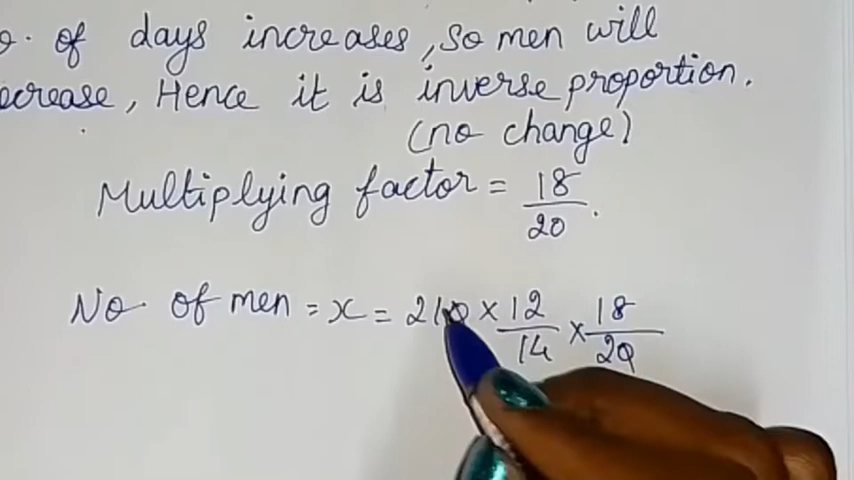 of days increases, so men will
Hence it is inverse proportion.
(no change)
Multiplying factor = 18/20.
No. of men = x = 210 × 12/14 × 18/20